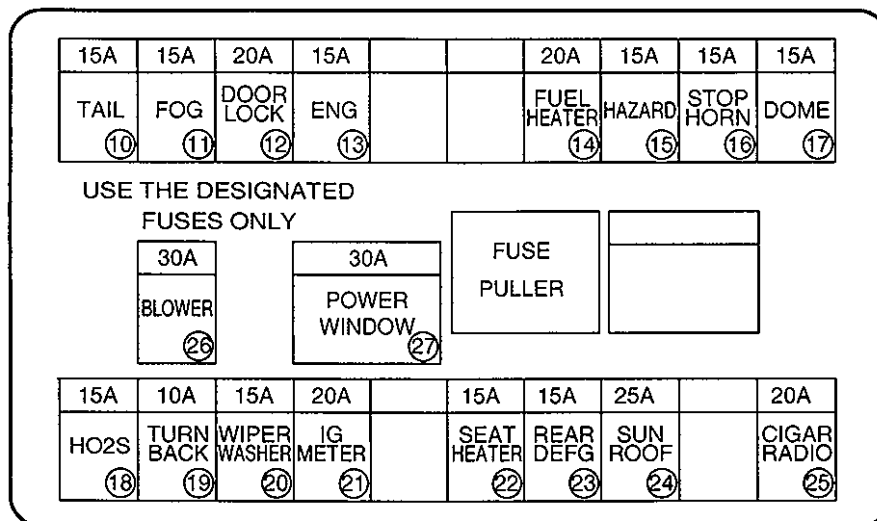 15A 15A 20A 15A 20A 15A 15A 15A
TAIL FOG DOOR LOCK ENG FUEL HEATER HAZARD STOP HORN DOME
10 11 12 13 14 15 16 17
USE THE DESIGNATED
FUSES ONLY
30A 30A
BLOWER POWER WINDOW FUSE PULLER
26 27
15A 10A 15A 20A 15A 15A 25A 20A
HO2S TURN BACK WIPER WASHER IG METER SEAT HEATER REAR DEFG SUN ROOF CIGAR RADIO
18 19 20 21 22 23 24 25